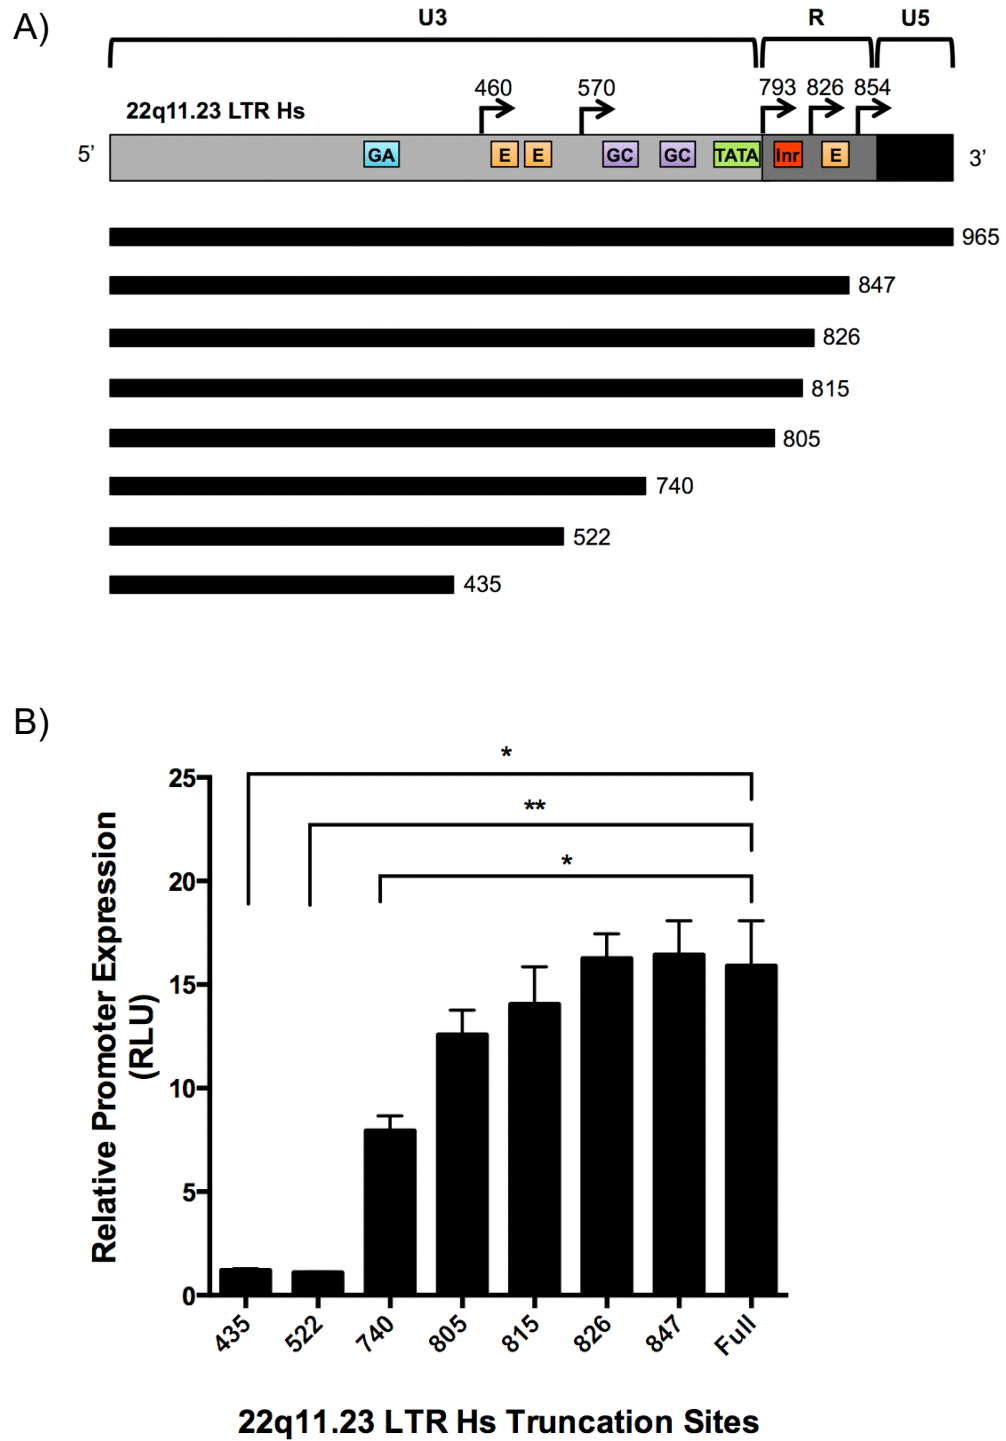 A)
U3 R U5
460 570 793 826 854
22q11.23 LTR Hs
5’ GA E E GC GC TATA Inr E 3’
965
847
826
815
805
740
522
435
B)
*
**
*
Relative Promoter Expression
(RLU)
25
20
15
10
5
0
435 522 740 805 815 826 847 Full
22q11.23 LTR Hs Truncation Sites